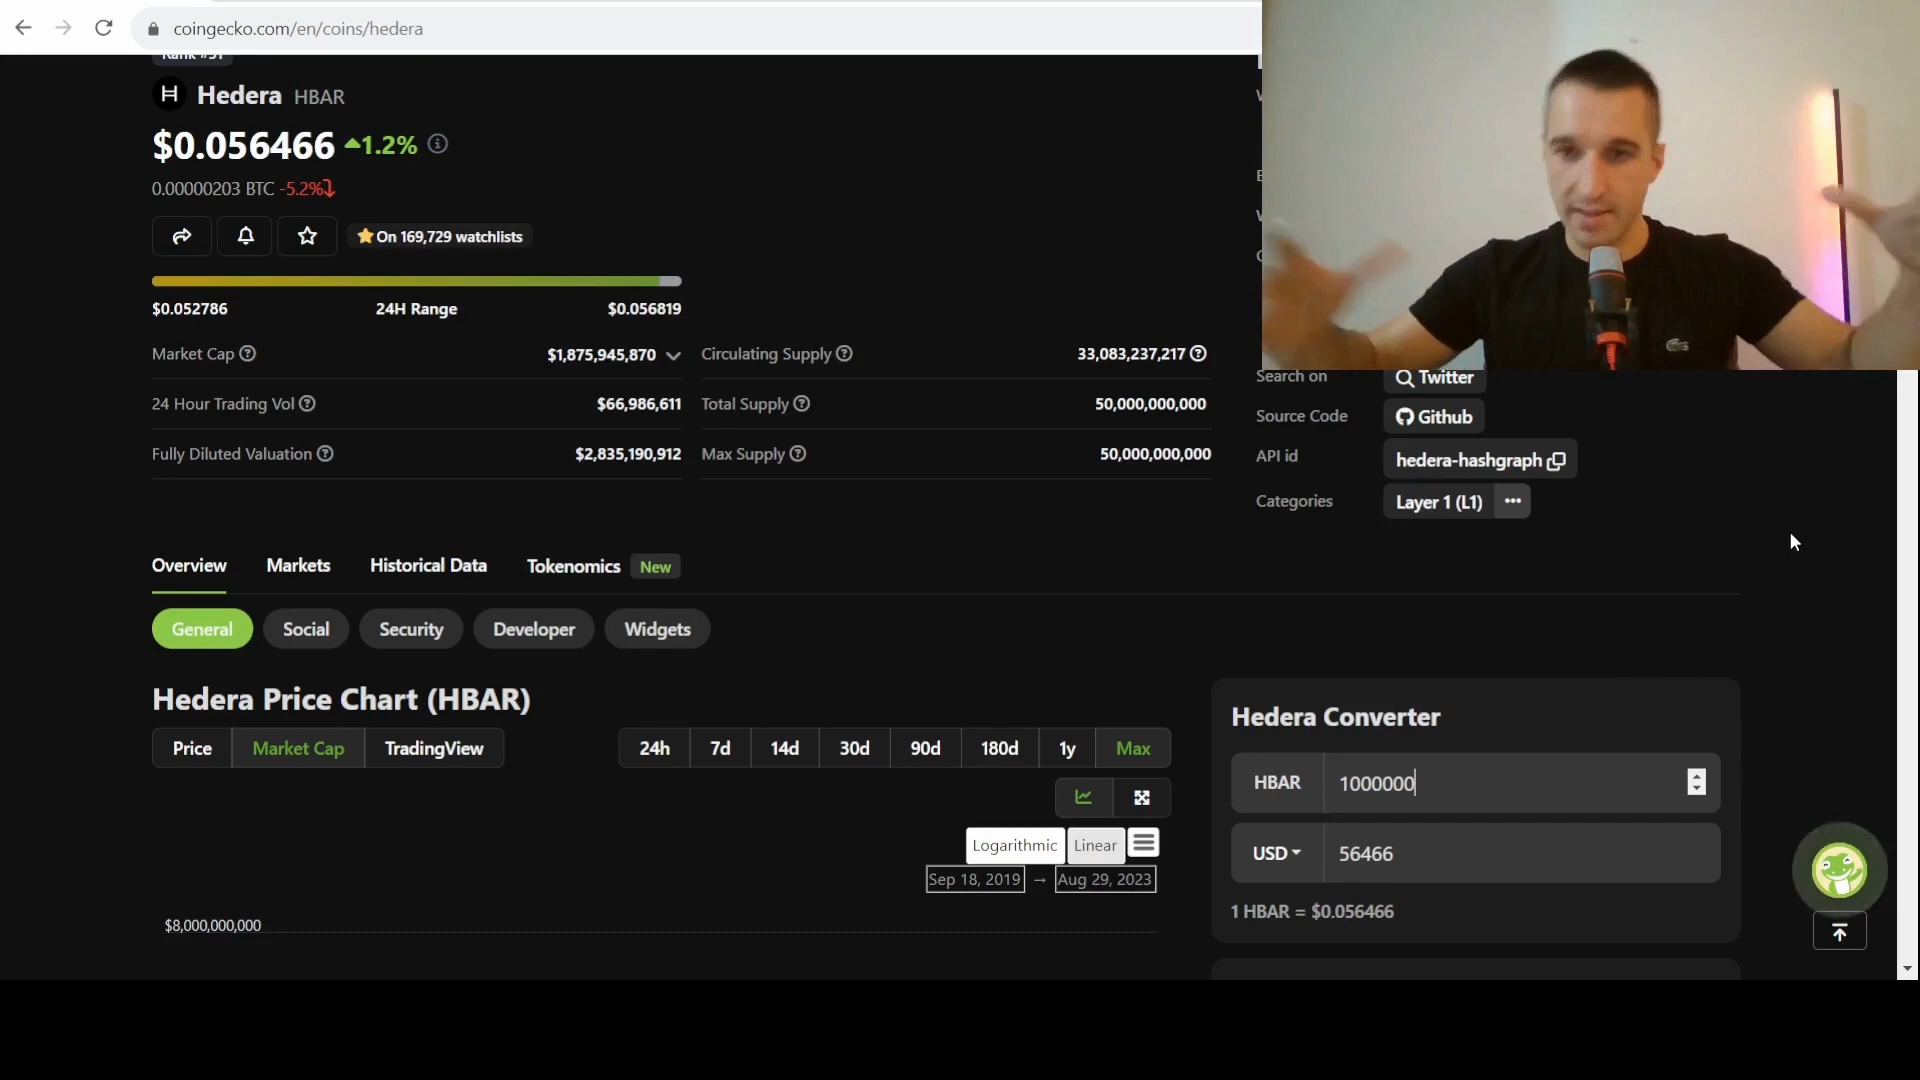 coingecko.com/en/coins/hedera
Rank #31
Hedera HBAR
$0.056466 1.2%
0.00000203 BTC -5.2%
On 169,729 watchlists
$0.052786 24H Range $0.056819
Market Cap $1,875,945,870
Circulating Supply 33,083,237,217
24 Hour Trading Vol $66,986,611
Total Supply 50,000,000,000
Fully Diluted Valuation $2,835,190,912
Max Supply 50,000,000,000
Search on Twitter
Source Code Github
API id hedera-hashgraph
Categories Layer 1 (L1) •••
Overview Markets Historical Data Tokenomics New
General Social Security Developer Widgets
Hedera Price Chart (HBAR)
Price Market Cap TradingView
24h 7d 14d 30d 90d 180d 1y Max
Logarithmic Linear
Sep 18, 2019 → Aug 29, 2023
$8,000,000,000
Hedera Converter
HBAR 1000000
USD 56466
1 HBAR = $0.056466